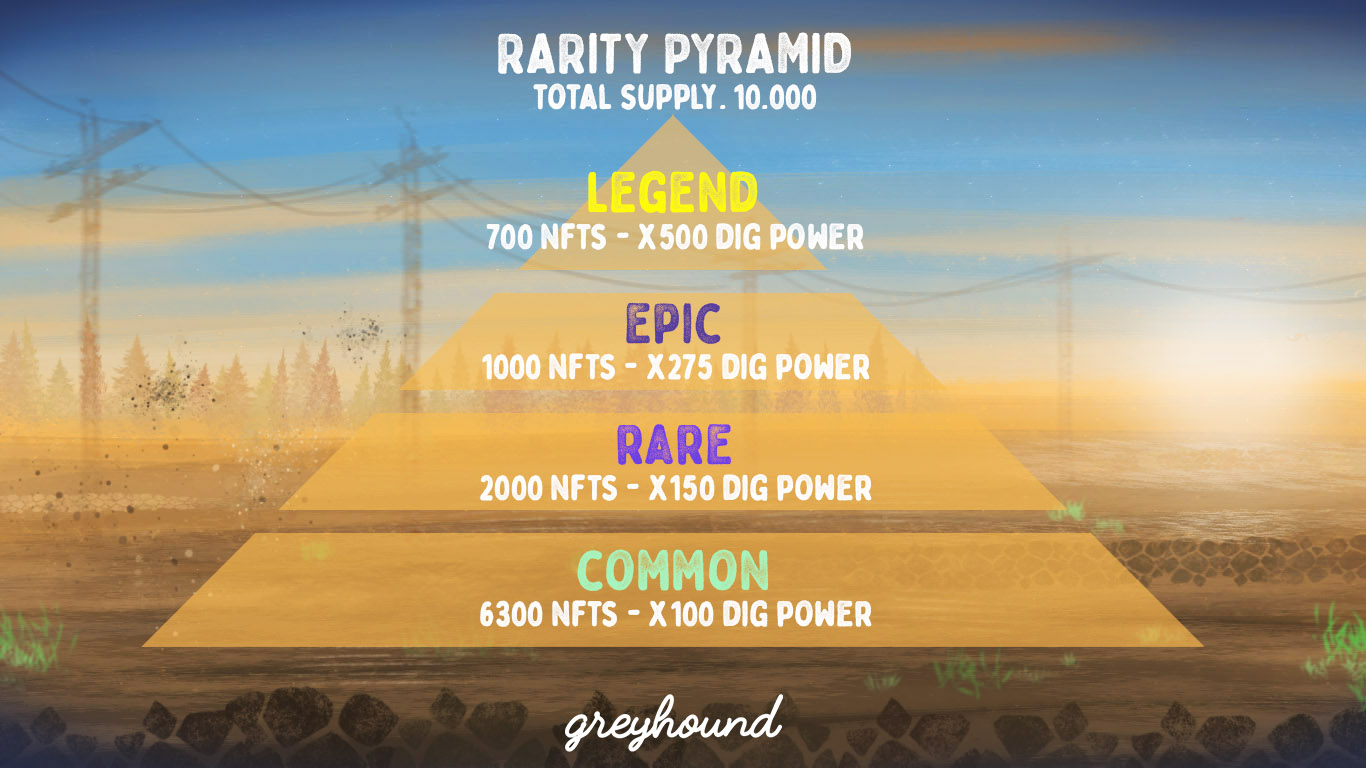 RARITY PYRAMID
TOTAL SUPPLY. 10.000
LEGEND
700 NFTS - X500 DIG POWER
EPIC
1000 NFTS - X275 DIG POWER
RARE
2000 NFTS - X150 DIG POWER
COMMON
6300 NFTS - X100 DIG POWER
greyhound